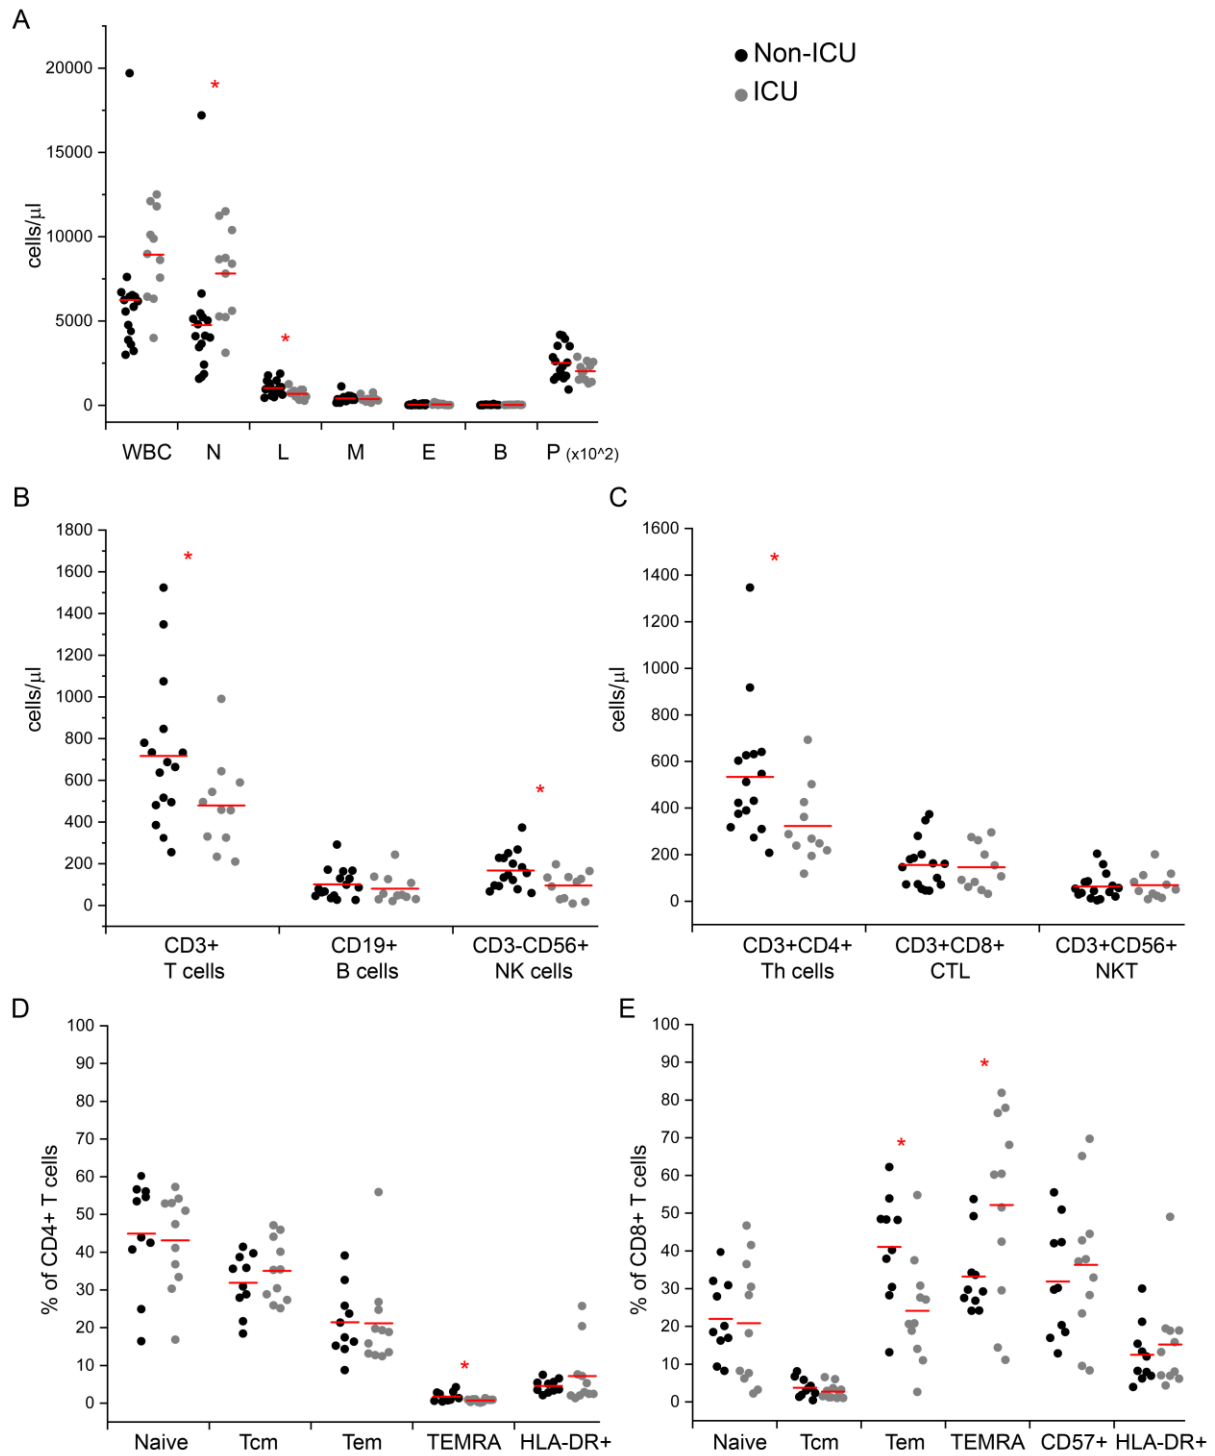 A
Non-ICU
ICU
*
*
cells/μl
20000
15000
10000
5000
0
WBC N L M E B P (x10^2)
B
*
*
cells/μl
1800
1600
1400
1200
1000
800
600
400
200
0
CD3+ CD19+ CD3-CD56+
T cells B cells NK cells
C
*
cells/μl
1600
1400
1200
1000
800
600
400
200
0
CD3+CD4+ CD3+CD8+ CD3+CD56+
Th cells CTL NKT
D
*
% of CD4+ T cells
100
90
80
70
60
50
40
30
20
10
0
Naive Tcm Tem TEMRA HLA-DR+
E
*
*
% of CD8+ T cells
100
90
80
70
60
50
40
30
20
10
0
Naive Tcm Tem TEMRA CD57+ HLA-DR+